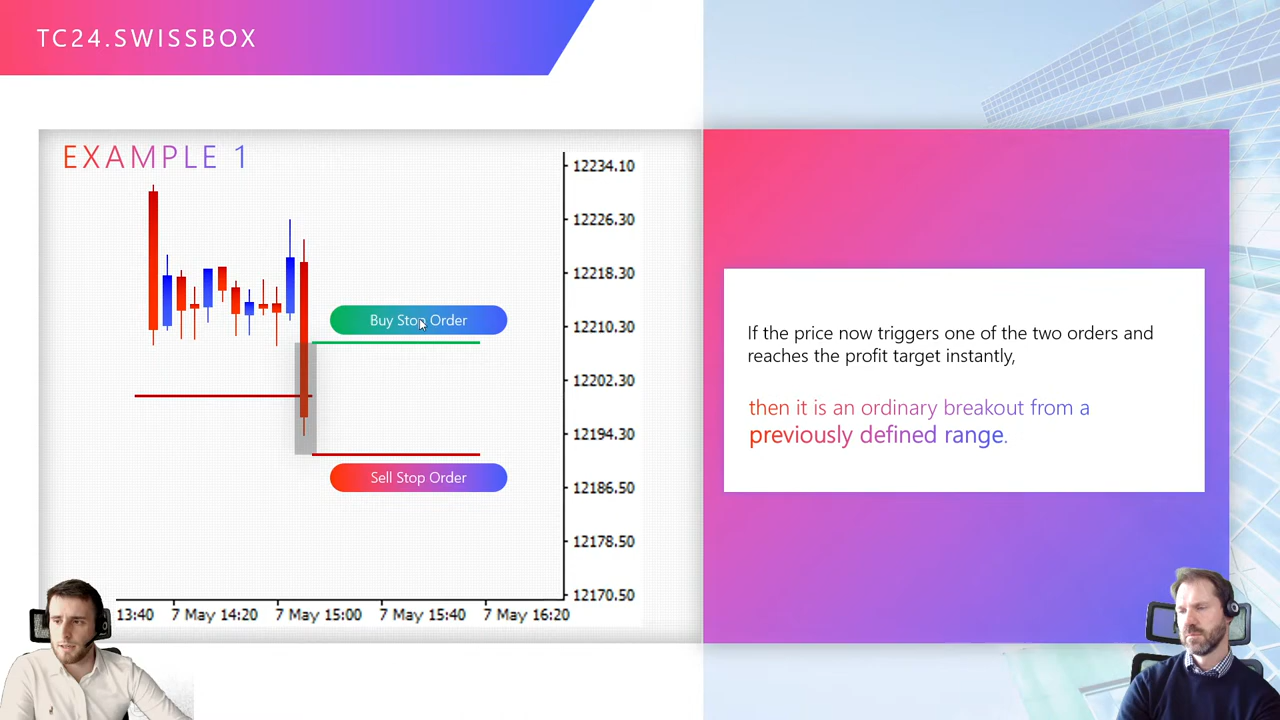 TC24.SWISSBOX
EXAMPLE 1
12234.10
12226.30
12218.30
Buy Stop Order
12210.30
12202.30
12194.30
Sell Stop Order
12186.50
12178.50
12170.50
13:40 7 May 14:20 7 May 15:00 7 May 15:40 7 May 16:20
If the price now triggers one of the two orders and
reaches the profit target instantly,
then it is an ordinary breakout from a
previously defined range.